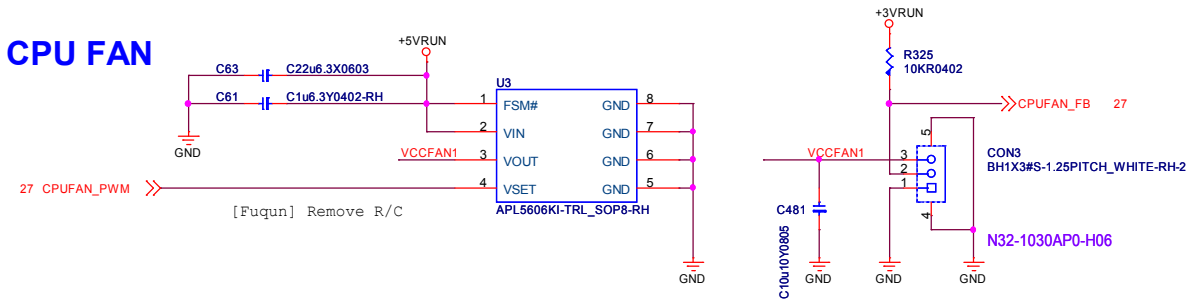 CPU FAN
+5VRUN
+3VRUN
C63 C22u6.3X0603
C61 C1u6.3Y0402-RH
GND
U3
1 FSM# GND 8
2 VIN GND 7
VCCFAN1 3 VOUT GND 6
27 CPUFAN_PWM 4 VSET GND 5
APL5606KI-TRL_SOP8-RH
[Fuqun] Remove R/C
GND
R325
10KR0402
CPUFAN_FB 27
VCCFAN1
5
3
2
1
4
CON3
BH1X3#S-1.25PITCH_WHITE-RH-2
N32-1030AP0-H06
C481
C10u10Y0805
GND
GND
GND